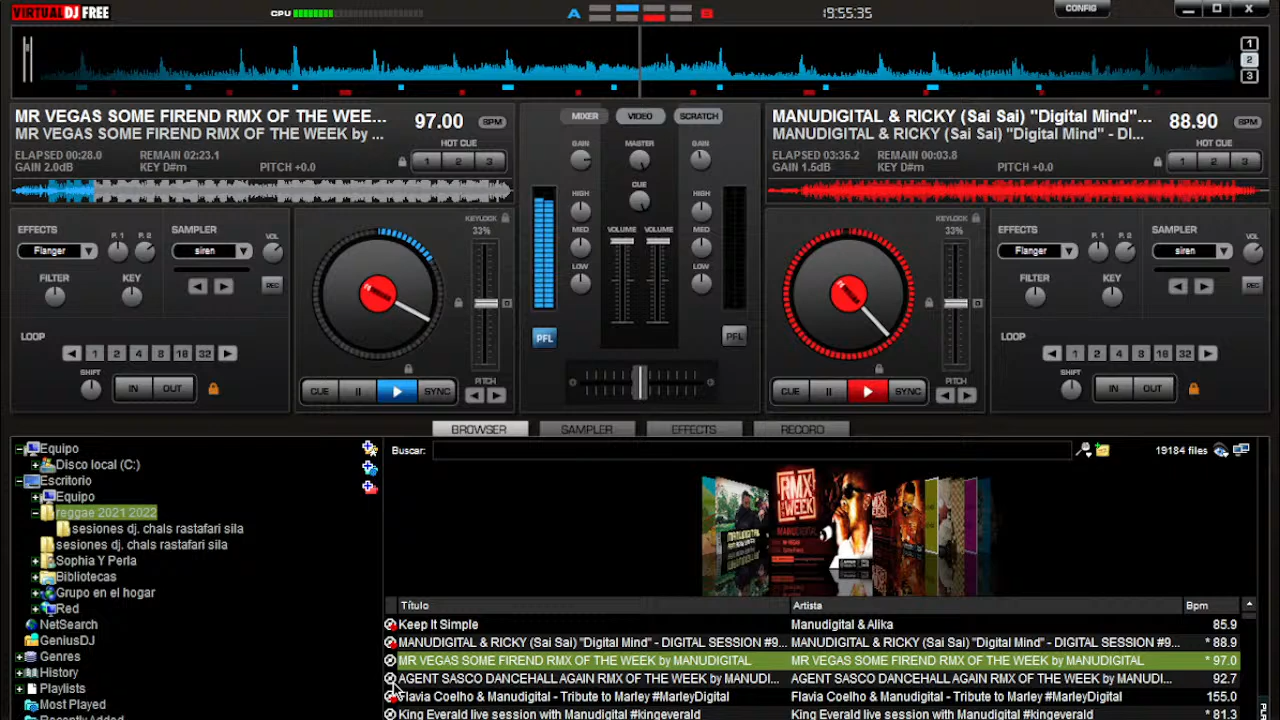 VIRTUALDJ FREE
CPU
A
B
19:55:35
CONFIG
1
2
3
MR VEGAS SOME FIREND RMX OF THE WEE...
MR VEGAS SOME FIREND RMX OF THE WEEK by ...
97.00 BPM
HOT CUE
ELAPSED 00:28.0 REMAIN 02:23.1
GAIN 2.0dB KEY D#m PITCH +0.0
1 2 3
MIXER VIDEO SCRATCH
GAIN MASTER GAIN
CUE
HIGH HIGH
MED VOLUME VOLUME MED
LOW LOW
PFL PFL
MANUDIGITAL & RICKY (Sai Sai) "Digital Mind"...
MANUDIGITAL & RICKY (Sai Sai) "Digital Mind" - DI...
88.90 BPM
HOT CUE
ELAPSED 03:35.2 REMAIN 00:03.8
GAIN 1.5dB KEY D#m PITCH +0.0
1 2 3
EFFECTS SAMPLER
P. 1 P. 2 VOL
Flanger siren
FILTER KEY REC
LOOP
1 2 4 8 16 32
SHIFT
IN OUT
KEYLOCK
33%
CUE SYNC
PITCH
KEYLOCK
33%
CUE SYNC
PITCH
EFFECTS SAMPLER
P. 1 P. 2 VOL
Flanger siren
FILTER KEY REC
LOOP
1 2 4 8 16 32
SHIFT
IN OUT
BROWSER SAMPLER EFFECTS RECORD
Equipo
Disco local (C:)
Escritorio
Equipo
reggae 2021 2022
sesiones dj. chals rastafari sila
sesiones dj. chals rastafari sila
Sophia Y Perla
Bibliotecas
Grupo en el hogar
Red
NetSearch
GeniusDJ
Genres
History
Playlists
Most Played
Recently Added
Buscar:
19184 files
RMX
WEEK
MANUDIGITAL
Título Artista Bpm
Keep It Simple Manudigital & Alika 85.9
MANUDIGITAL & RICKY (Sai Sai) "Digital Mind" - DIGITAL SESSION #9... MANUDIGITAL & RICKY (Sai Sai) "Digital Mind" - DIGITAL SESSION #9... * 88.9
MR VEGAS SOME FIREND RMX OF THE WEEK by MANUDIGITAL MR VEGAS SOME FIREND RMX OF THE WEEK by MANUDIGITAL * 97.0
AGENT SASCO DANCEHALL AGAIN RMX OF THE WEEK by MANUDI... AGENT SASCO DANCEHALL AGAIN RMX OF THE WEEK by MANUDI... 92.7
Flavia Coelho & Manudigital - Tribute to Marley #MarleyDigital Flavia Coelho & Manudigital - Tribute to Marley #MarleyDigital 155.0
King Everald live session with Manudigital #kingeverald King Everald live session with Manudigital #kingeverald * 81.3